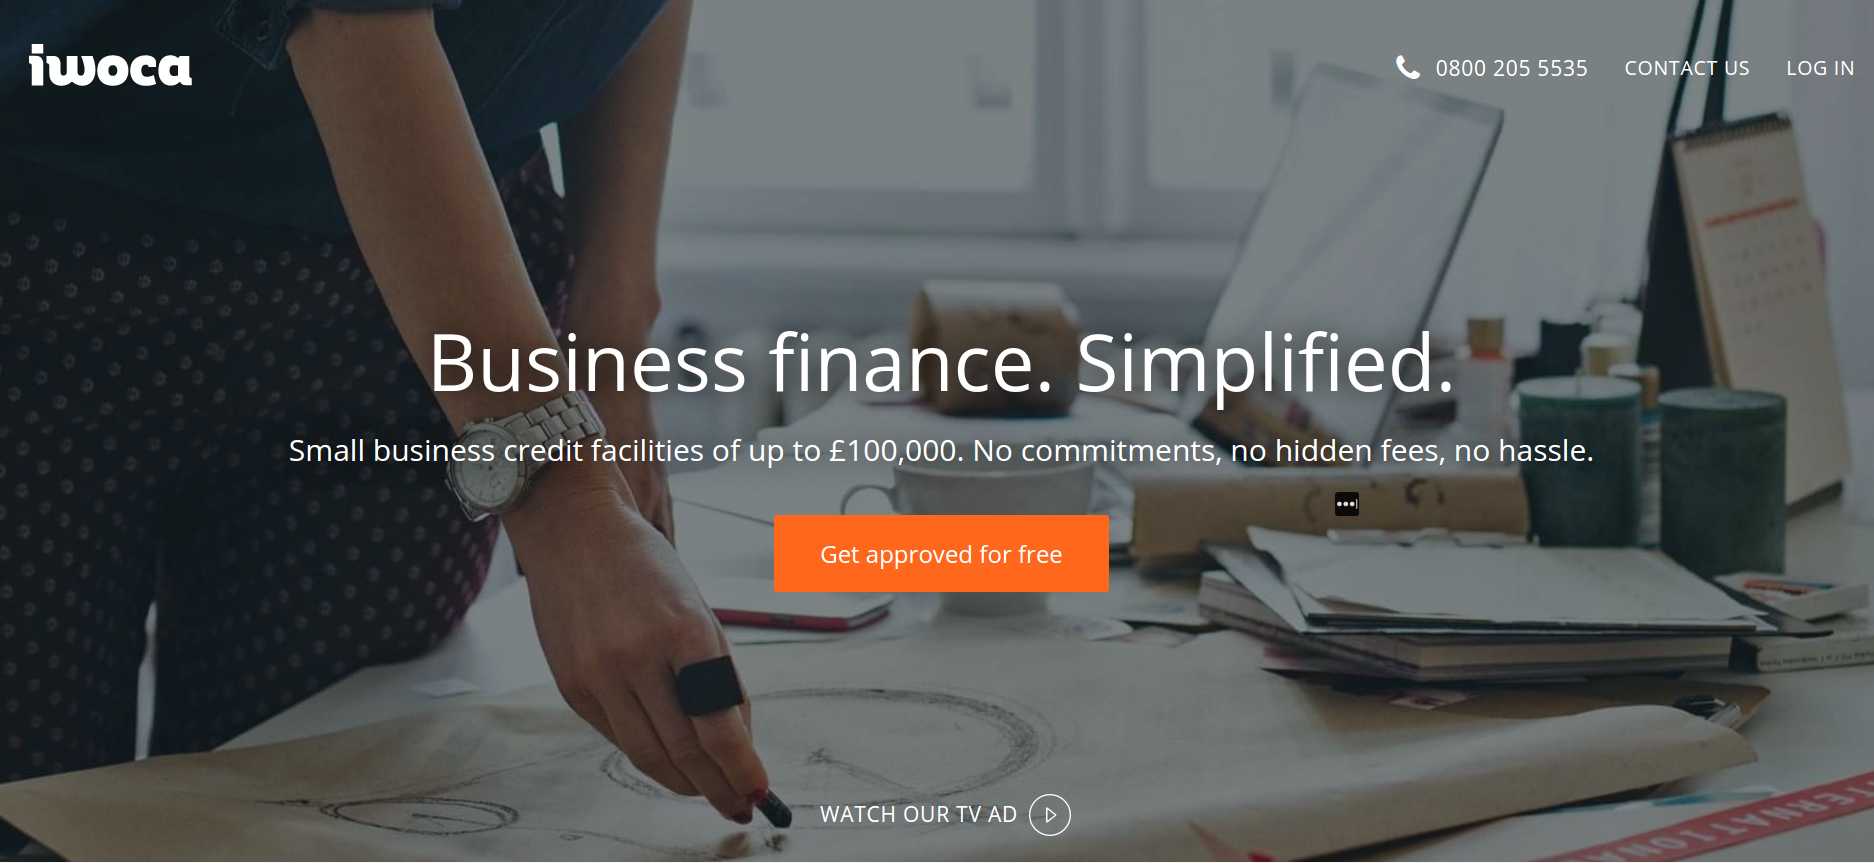 iwoca
0800 205 5535
CONTACT US
LOG IN
Business finance. Simplified.
Small business credit facilities of up to £100,000. No commitments, no hidden fees, no hassle.
Get approved for free
WATCH OUR TV AD